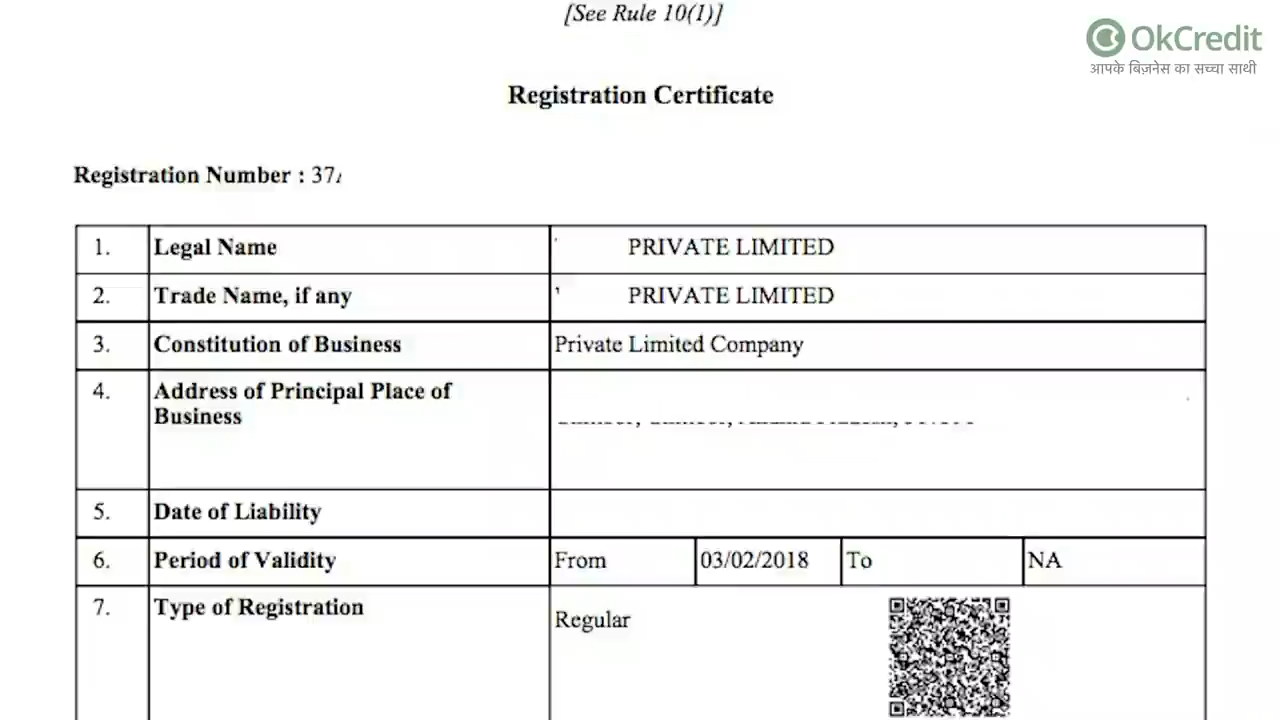 [See Rule 10(1)]
OkCredit
आपके बिज़नेस का सच्चा साथी
Registration Certificate
Registration Number : 37
1. Legal Name PRIVATE LIMITED
2. Trade Name, if any PRIVATE LIMITED
3. Constitution of Business Private Limited Company
4. Address of Principal Place of
Business
5. Date of Liability
6. Period of Validity From 03/02/2018 To NA
7. Type of Registration Regular